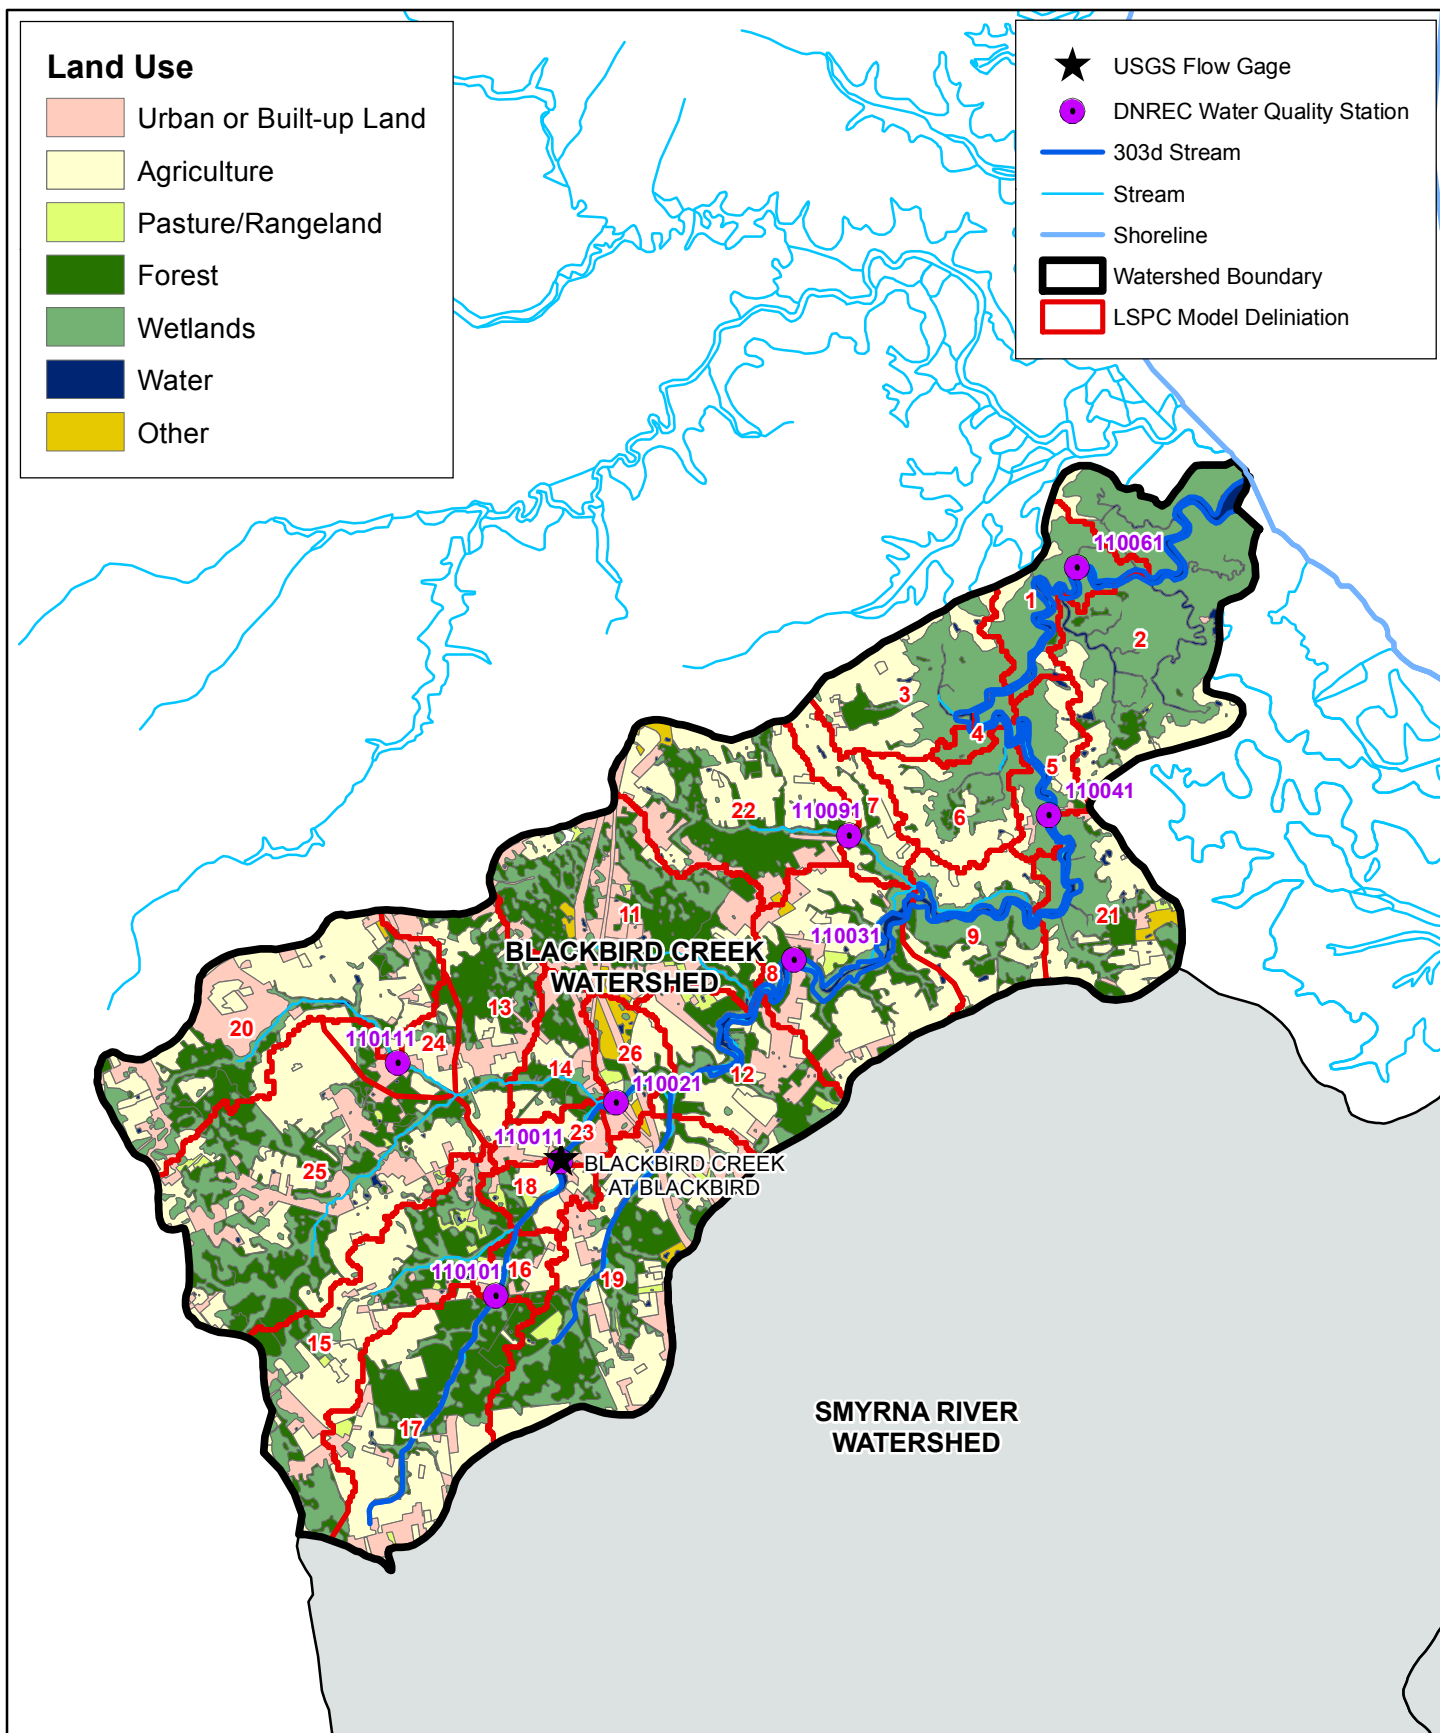 Land Use
Urban or Built-up Land
Agriculture
Pasture/Rangeland
Forest
Wetlands
Water
Other
USGS Flow Gage
DNREC Water Quality Station
303d Stream
Stream
Shoreline
Watershed Boundary
LSPC Model Deliniation
110061
1
2
3
4
5
110041
7
110091
22
6
11
21
110031
9
BLACKBIRD CREEK
WATERSHED
8
13
20
110111
24
26
14
12
110021
110011
23
BLACKBIRD CREEK
AT BLACKBIRD
25
18
110101
16
19
15
17
SMYRNA RIVER
WATERSHED